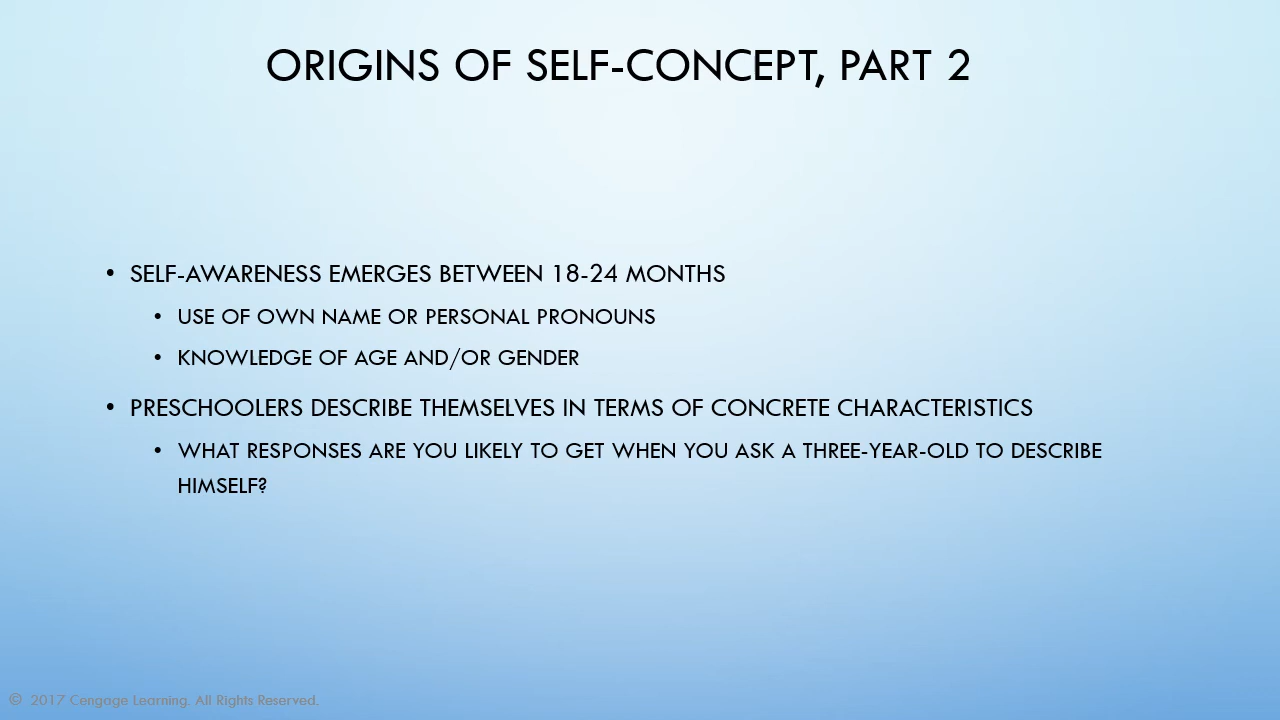 ORIGINS OF SELF-CONCEPT, PART 2
• SELF-AWARENESS EMERGES BETWEEN 18-24 MONTHS
• USE OF OWN NAME OR PERSONAL PRONOUNS
• KNOWLEDGE OF AGE AND/OR GENDER
• PRESCHOOLERS DESCRIBE THEMSELVES IN TERMS OF CONCRETE CHARACTERISTICS
• WHAT RESPONSES ARE YOU LIKELY TO GET WHEN YOU ASK A THREE-YEAR-OLD TO DESCRIBE
HIMSELF?
© 2017 Cengage Learning. All Rights Reserved.